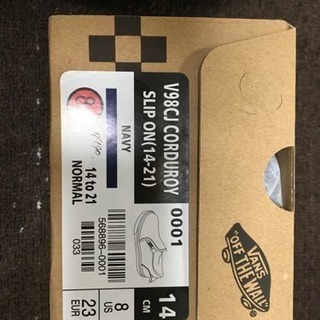 V98CJ CORDUROY
SLIP ON(14-21)
0001
NAVY
14 to 21
NORMAL
568896-0001
033
14
CM
8
US
23
EUR
8
VANS
"OFF THE WALL"